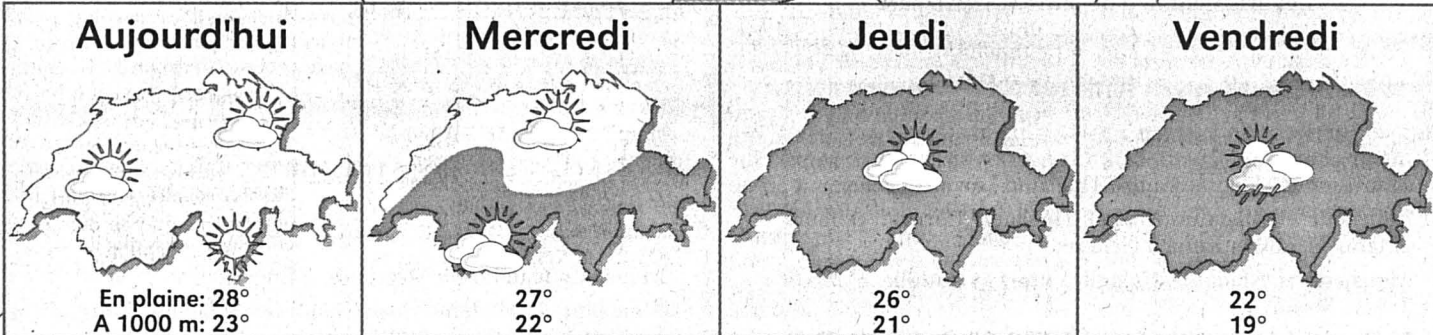 Aujourd'hui
En plaine: 28°
A 1000 m: 23°
Mercredi
27°
22°
Jeudi
26°
21°
Vendredi
22°
19°